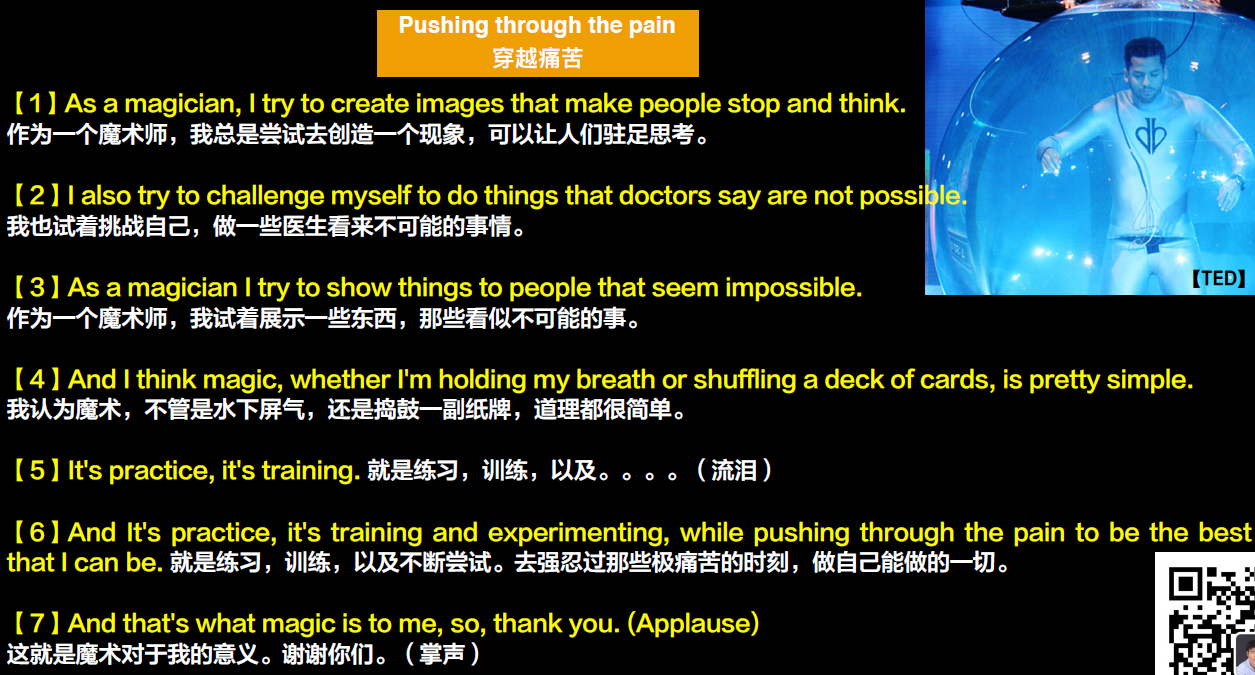 Pushing through the pain
穿越痛苦
【1】As a magician, I try to create images that make people stop and think.
作为一个魔术师，我总是尝试去创造一个现象，可以让人们驻足思考。
【2】I also try to challenge myself to do things that doctors say are not possible.
我也试着挑战自己，做一些医生看来不可能的事情。
【3】As a magician I try to show things to people that seem impossible.
作为一个魔术师，我试着展示一些东西，那些看似不可能的事。
【TED】
【4】And I think magic, whether I'm holding my breath or shuffling a deck of cards, is pretty simple.
我认为魔术，不管是水下屏气，还是捣鼓一副纸牌，道理都很简单。
【5】It's practice, it's training. 就是练习，训练，以及。。。。（流泪）
【6】And It's practice, it's training and experimenting, while pushing through the pain to be the best
that I can be. 就是练习，训练，以及不断尝试。去强忍过那些极痛苦的时刻，做自己能做的一切。
【7】And that's what magic is to me, so, thank you. (Applause)
这就是魔术对于我的意义。谢谢你们。（掌声）